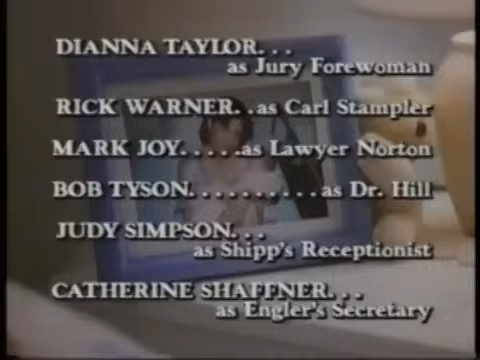 DIANNA TAYLOR. . .
as Jury Forewoman
RICK WARNER. . as Carl Stampler
MARK JOY. . . . .as Lawyer Norton
BOB TYSON. . . . . . . . . . as Dr. Hill
JUDY SIMPSON. . .
as Shipp's Receptionist
CATHERINE SHAFFNER. . .
as Engler's Secretary